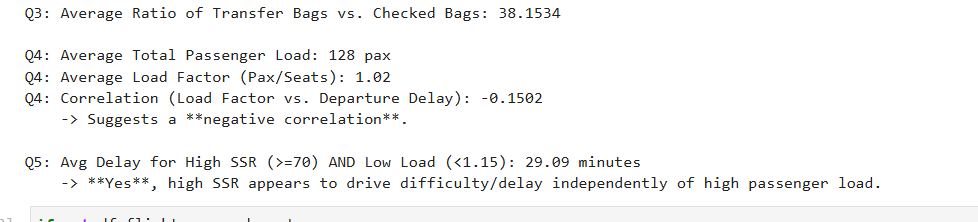 Q3: Average Ratio of Transfer Bags vs. Checked Bags: 38.1534
Q4: Average Total Passenger Load: 128 pax
Q4: Average Load Factor (Pax/Seats): 1.02
Q4: Correlation (Load Factor vs. Departure Delay): -0.1502
-> Suggests a **negative correlation**.
Q5: Avg Delay for High SSR (>=70) AND Low Load (<1.15): 29.09 minutes
-> **Yes**, high SSR appears to drive difficulty/delay independently of high passenger load.